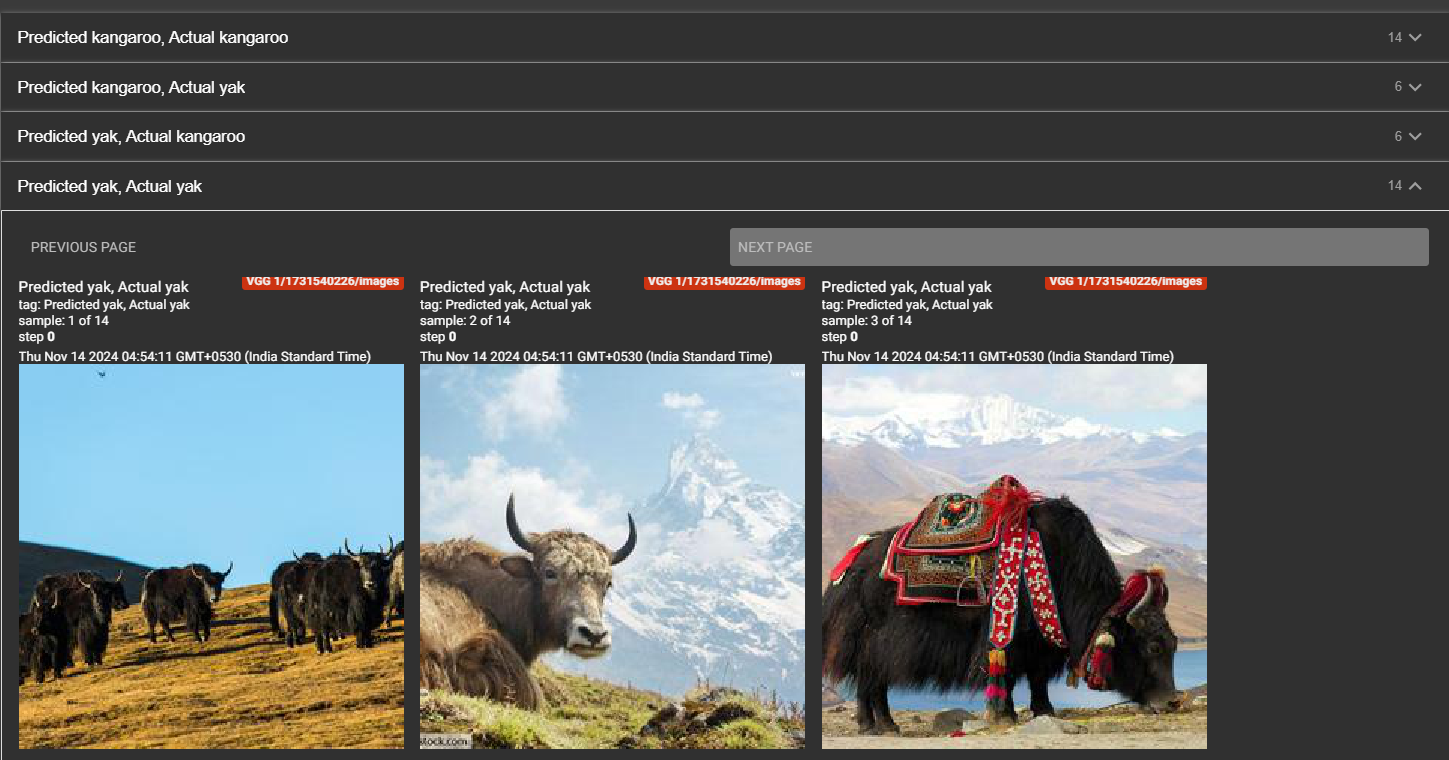 Predicted kangaroo, Actual kangaroo 14
Predicted kangaroo, Actual yak 6
Predicted yak, Actual kangaroo 6
Predicted yak, Actual yak 14
PREVIOUS PAGE NEXT PAGE
Predicted yak, Actual yak VGG 1/1731540226/images
tag: Predicted yak, Actual yak
sample: 1 of 14
step 0
Thu Nov 14 2024 04:54:11 GMT+0530 (India Standard Time)
Predicted yak, Actual yak VGG 1/1731540226/images
tag: Predicted yak, Actual yak
sample: 2 of 14
step 0
Thu Nov 14 2024 04:54:11 GMT+0530 (India Standard Time)
stock.com
Predicted yak, Actual yak VGG 1/1731540226/images
tag: Predicted yak, Actual yak
sample: 3 of 14
step 0
Thu Nov 14 2024 04:54:11 GMT+0530 (India Standard Time)